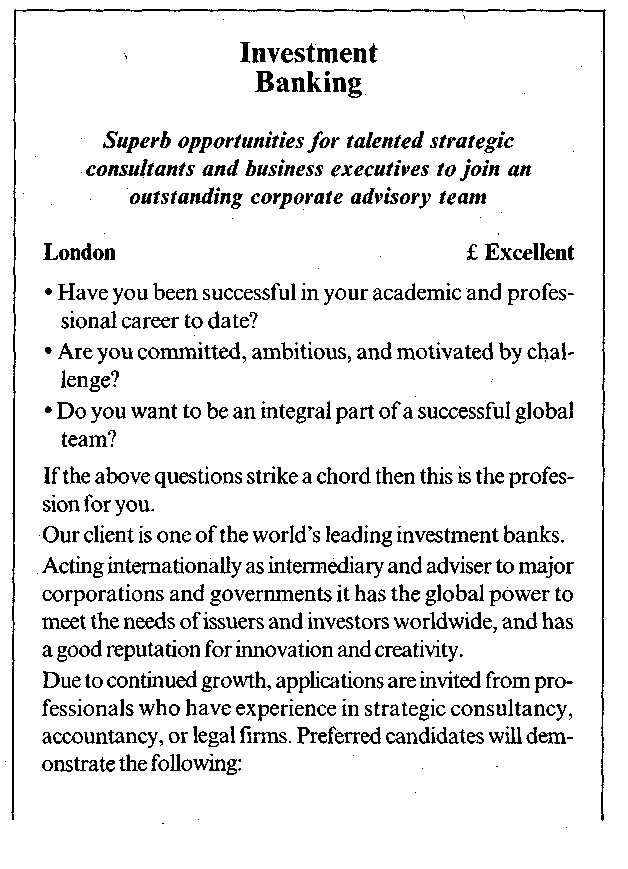 Investment
Banking
Superb opportunities for talented strategic
consultants and business executives to join an
outstanding corporate advisory team
London £ Excellent
• Have you been successful in your academic and profes-
sional career to date?
• Are you committed, ambitious, and motivated by chal-
lenge?
• Do you want to be an integral part of a successful global
team?
If the above questions strike a chord then this is the profes-
sion for you.
Our client is one of the world's leading investment banks.
Acting internationally as intermediary and adviser to major
corporations and governments it has the global power to
meet the needs of issuers and investors worldwide, and has
a good reputation for innovation and creativity.
Due to continued growth, applications are invited from pro-
fessionals who have experience in strategic consultancy,
accountancy, or legal firms. Preferred candidates will dem-
onstrate the following: